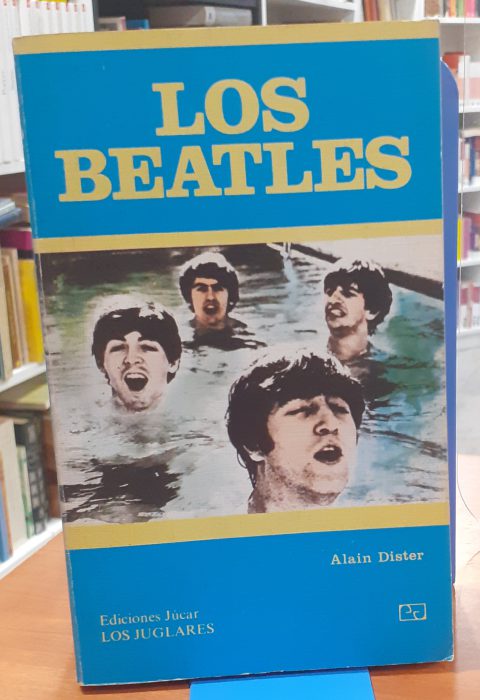 LOS
BEATLES
Alain Dister
Ediciones Júcar
LOS JUGLARES